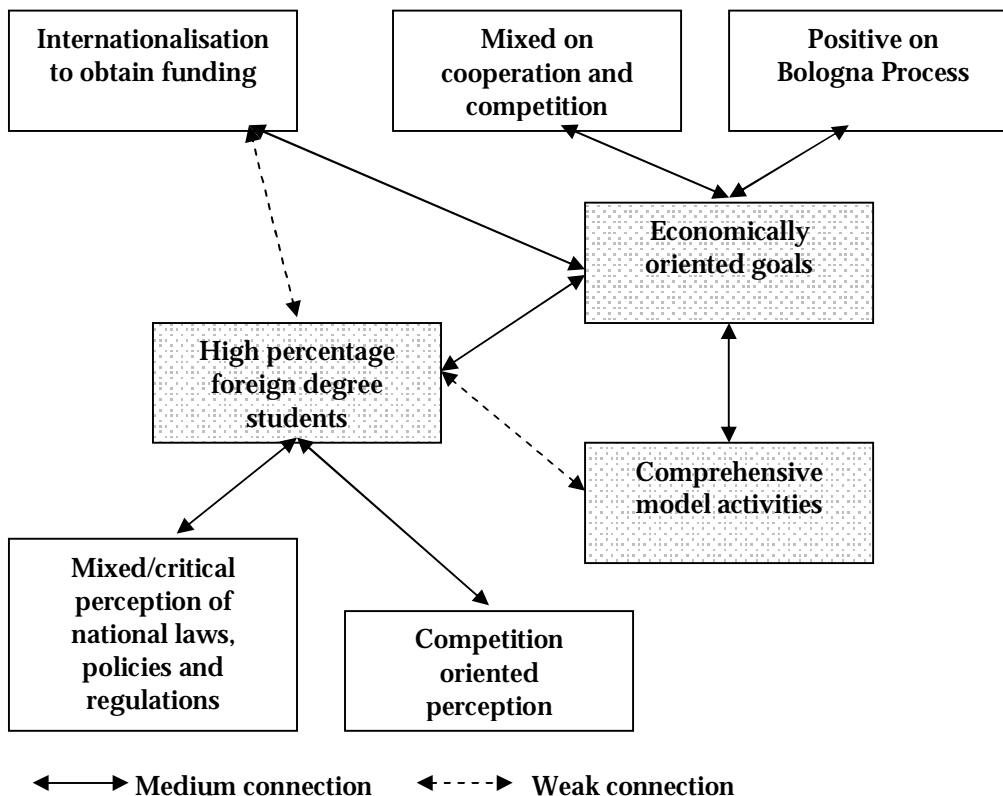 Internationalisation
to obtain funding
Mixed on
cooperation and
competition
Positive on
Bologna Process
Economically
oriented goals
High percentage
foreign degree
students
Comprehensive
model activities
Mixed/critical
perception of
national laws,
policies and
regulations
Competition
oriented
perception
Medium connection
Weak connection